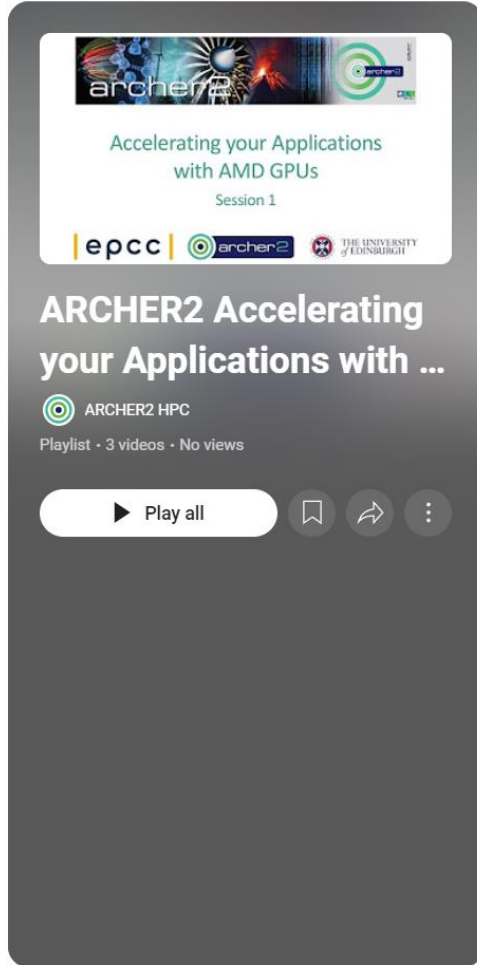 archer2
archer2
Accelerating your Applications
with AMD GPUs
Session 1
epcc
archer2
THE UNIVERSITY
of EDINBURGH
ARCHER2 Accelerating
your Applications with ...
ARCHER2 HPC
Playlist • 3 videos • No views
Play all